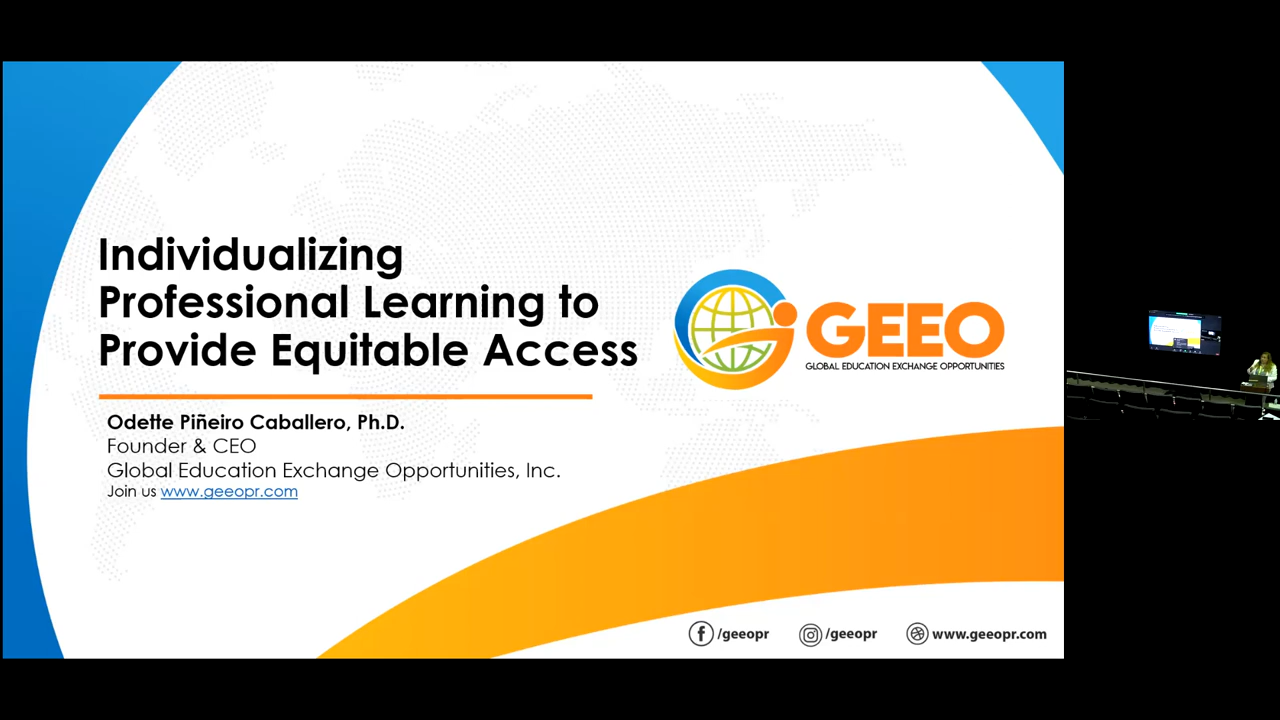 Individualizing
Professional Learning to
Provide Equitable Access
GEEO
GLOBAL EDUCATION EXCHANGE OPPORTUNITIES
Odette Piñeiro Caballero, Ph.D.
Founder & CEO
Global Education Exchange Opportunities, Inc.
Join us www.geeopr.com
/geeopr
/geeopr
www.geeopr.com